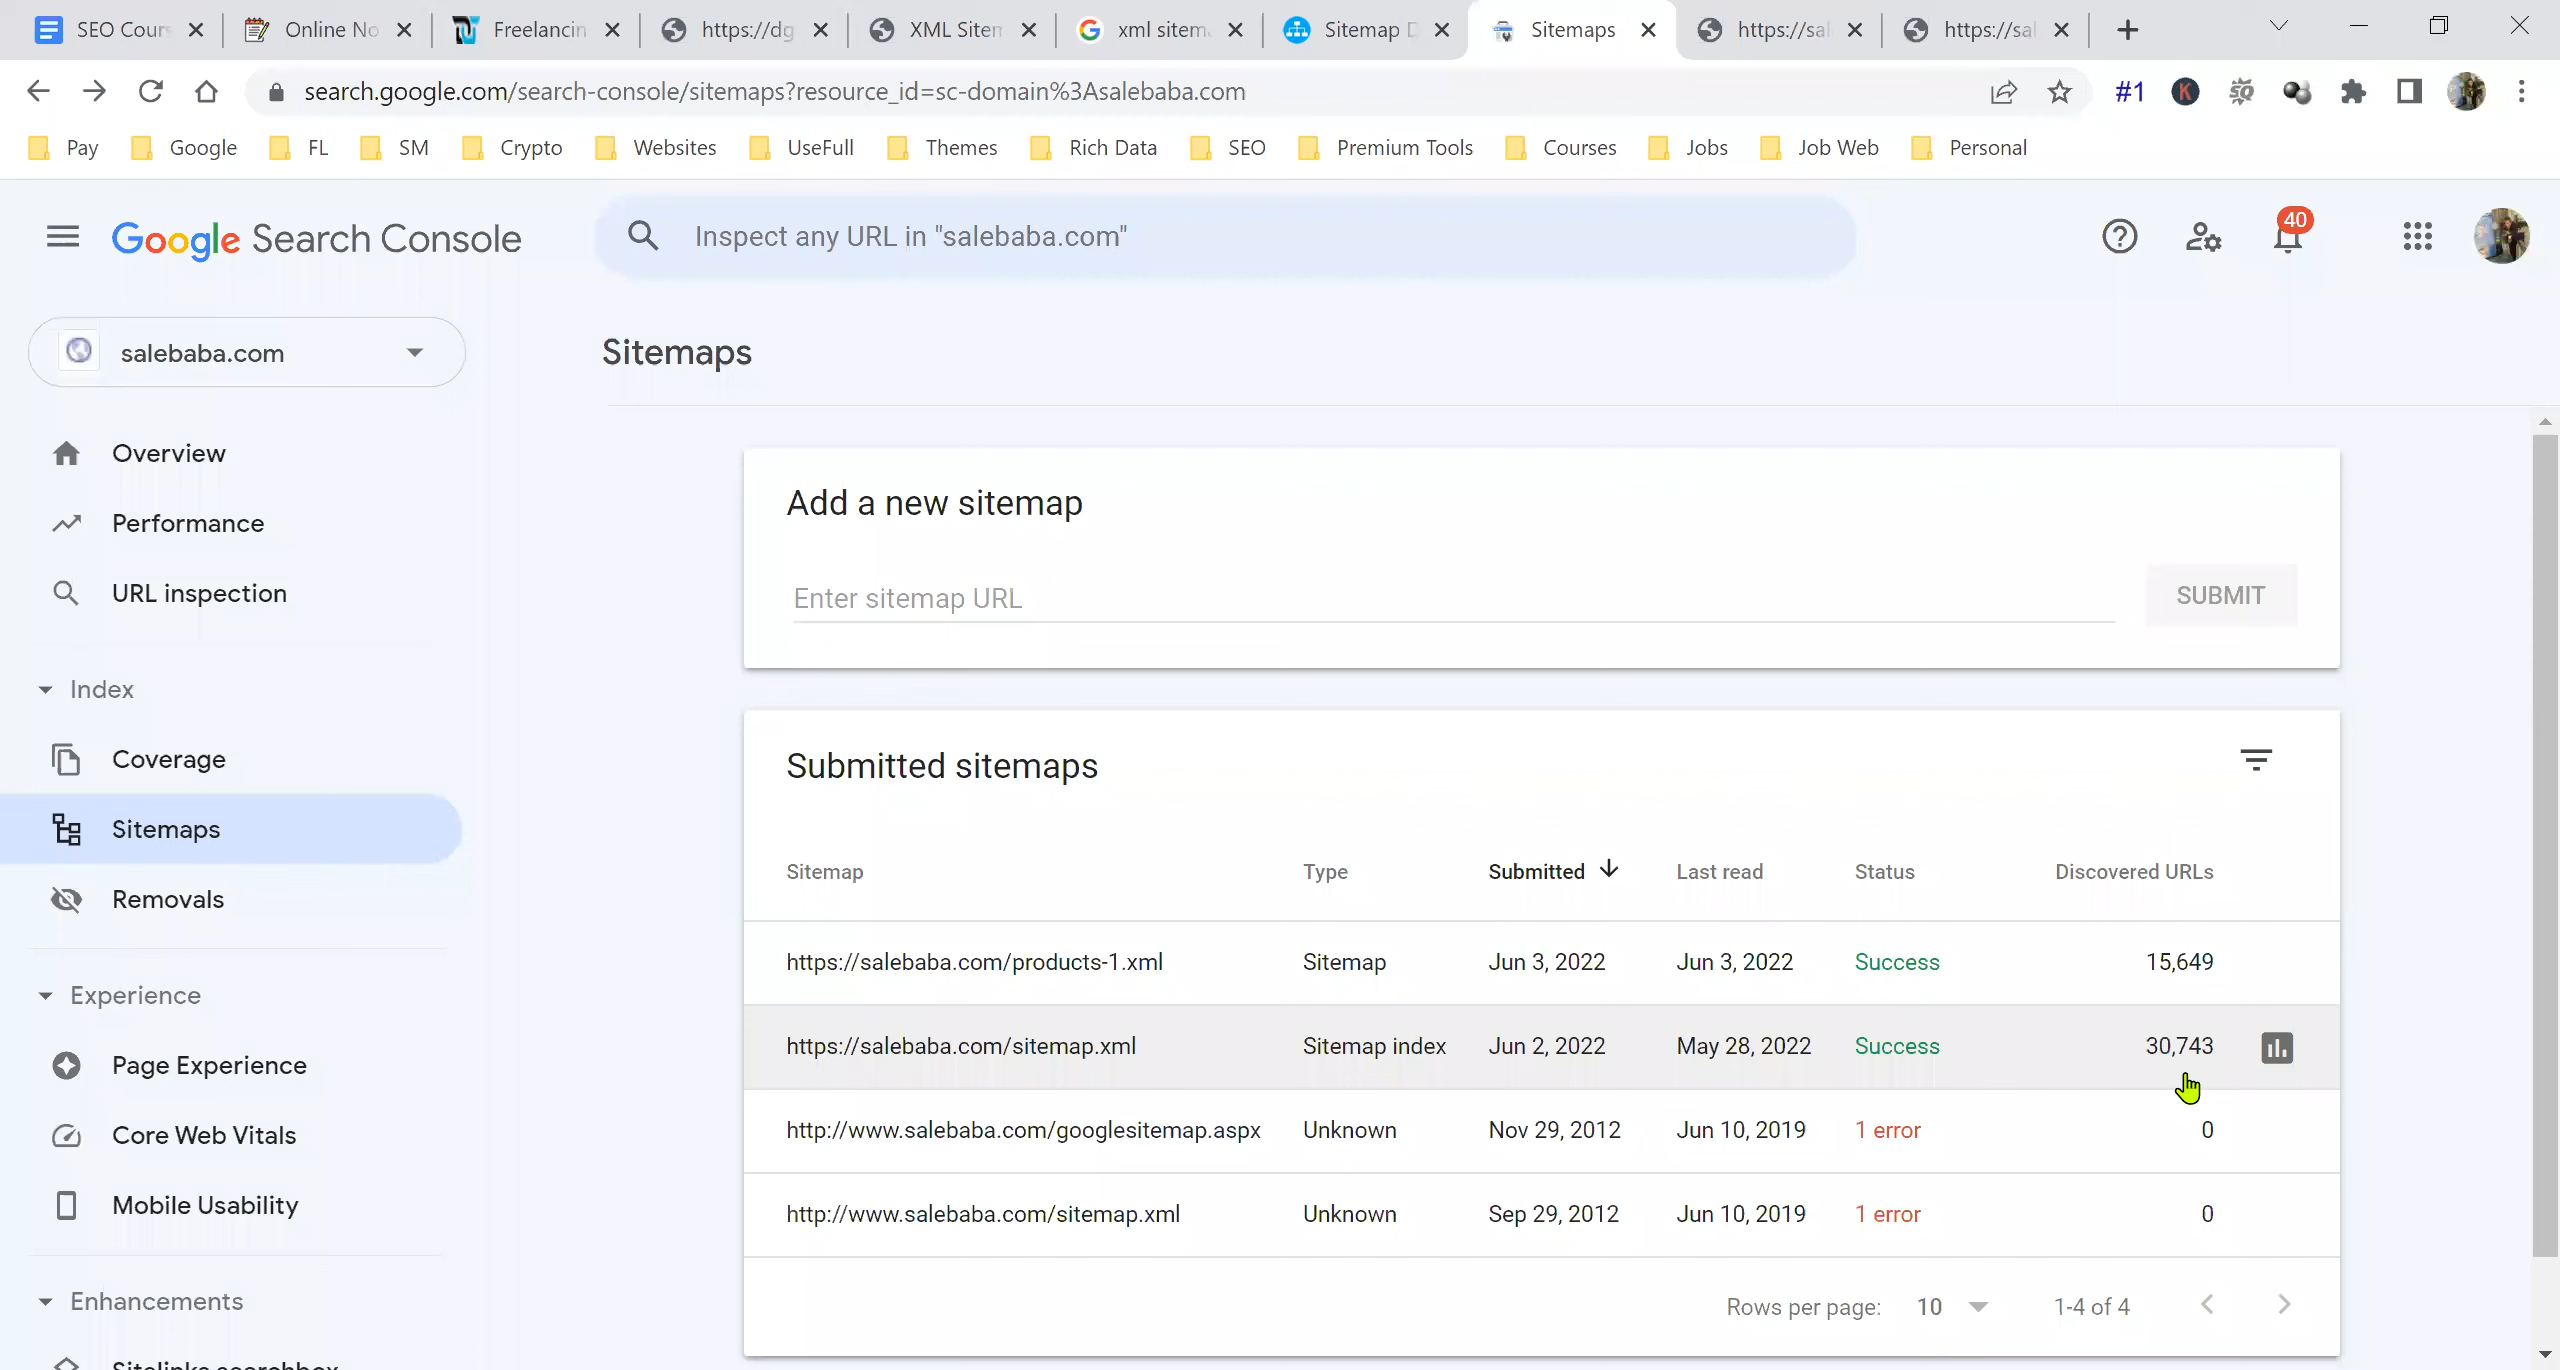 SEO Cour
Online No
Freelancin
https://dg
XML Sitem
xml sitem
Sitemap D
Sitemaps
https://sal
https://sal
search.google.com/search-console/sitemaps?resource_id=sc-domain%3Asalebaba.com
#1
Pay
Google
FL
SM
Crypto
Websites
UseFull
Themes
Rich Data
SEO
Premium Tools
Courses
Jobs
Job Web
Personal
Google Search Console
Inspect any URL in "salebaba.com"
40
salebaba.com
Sitemaps
Overview
Performance
URL inspection
Index
Coverage
Sitemaps
Removals
Experience
Page Experience
Core Web Vitals
Mobile Usability
Enhancements
Sitelinks searchbox
Add a new sitemap
Enter sitemap URL
SUBMIT
Submitted sitemaps
Sitemap Type Submitted Last read Status Discovered URLs
https://salebaba.com/products-1.xml Sitemap Jun 3, 2022 Jun 3, 2022 Success 15,649
https://salebaba.com/sitemap.xml Sitemap index Jun 2, 2022 May 28, 2022 Success 30,743
http://www.salebaba.com/googlesitemap.aspx Unknown Nov 29, 2012 Jun 10, 2019 1 error 0
http://www.salebaba.com/sitemap.xml Unknown Sep 29, 2012 Jun 10, 2019 1 error 0
Rows per page: 10 1-4 of 4